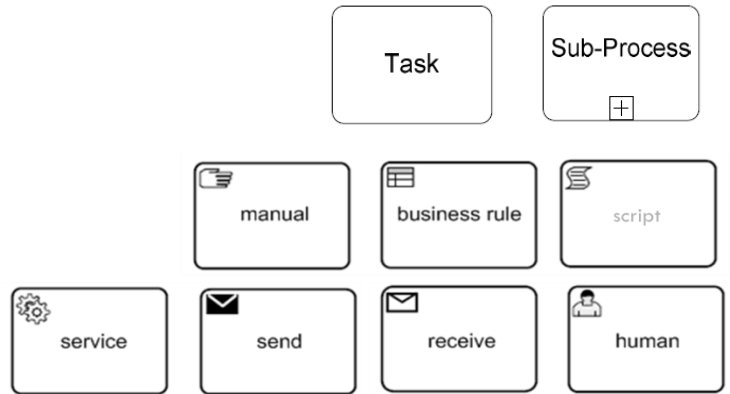 Task
Sub-Process
manual
business rule
script
service
send
receive
human